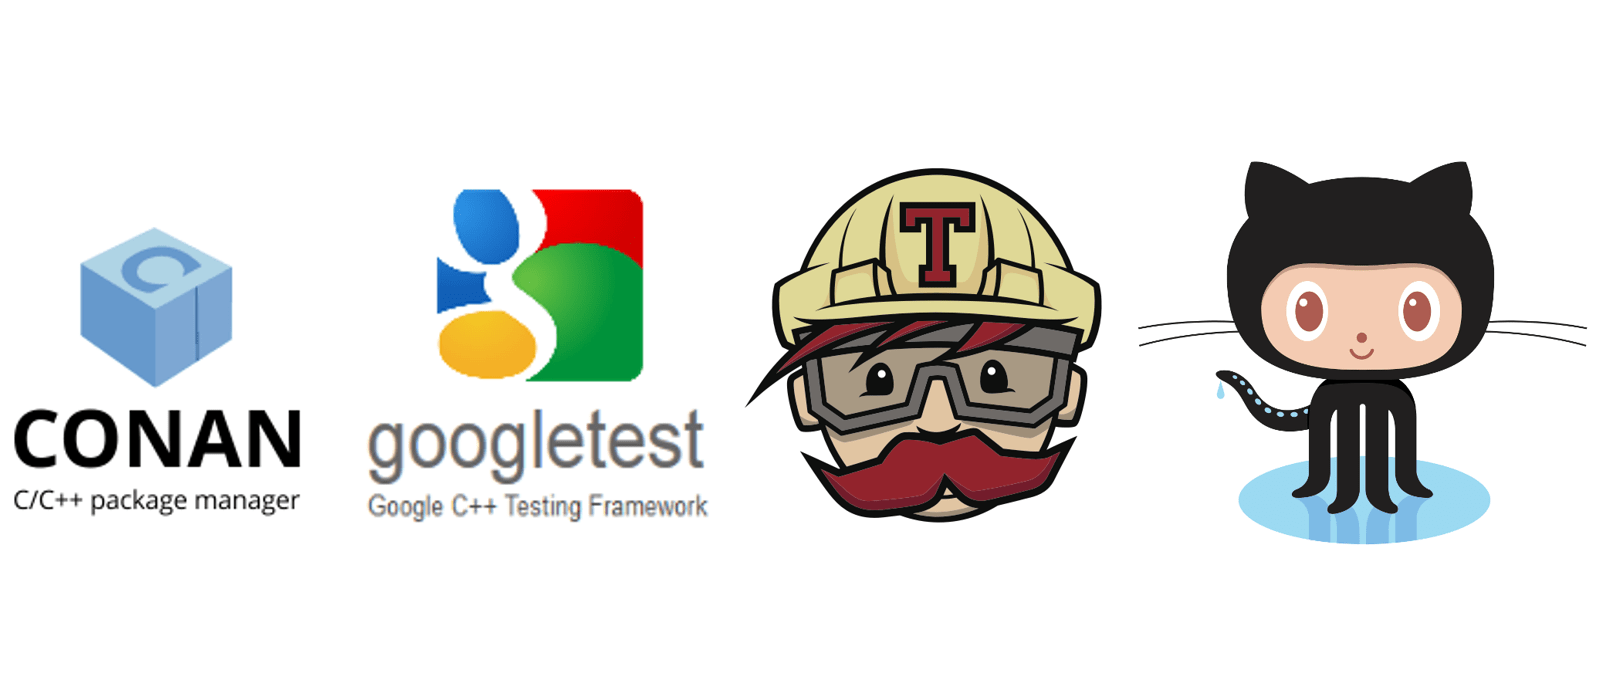 CONAN
C/C++ package manager
googletest
Google C++ Testing Framework
T